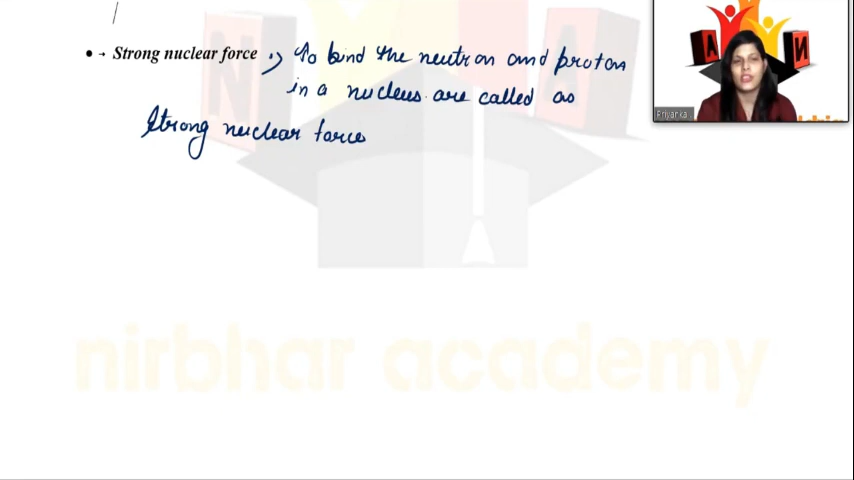 • → Strong nuclear force :) To bind the neutron and proton
in a nucleus are called as
Strong nuclear force
Priyanka
nirbhar academy